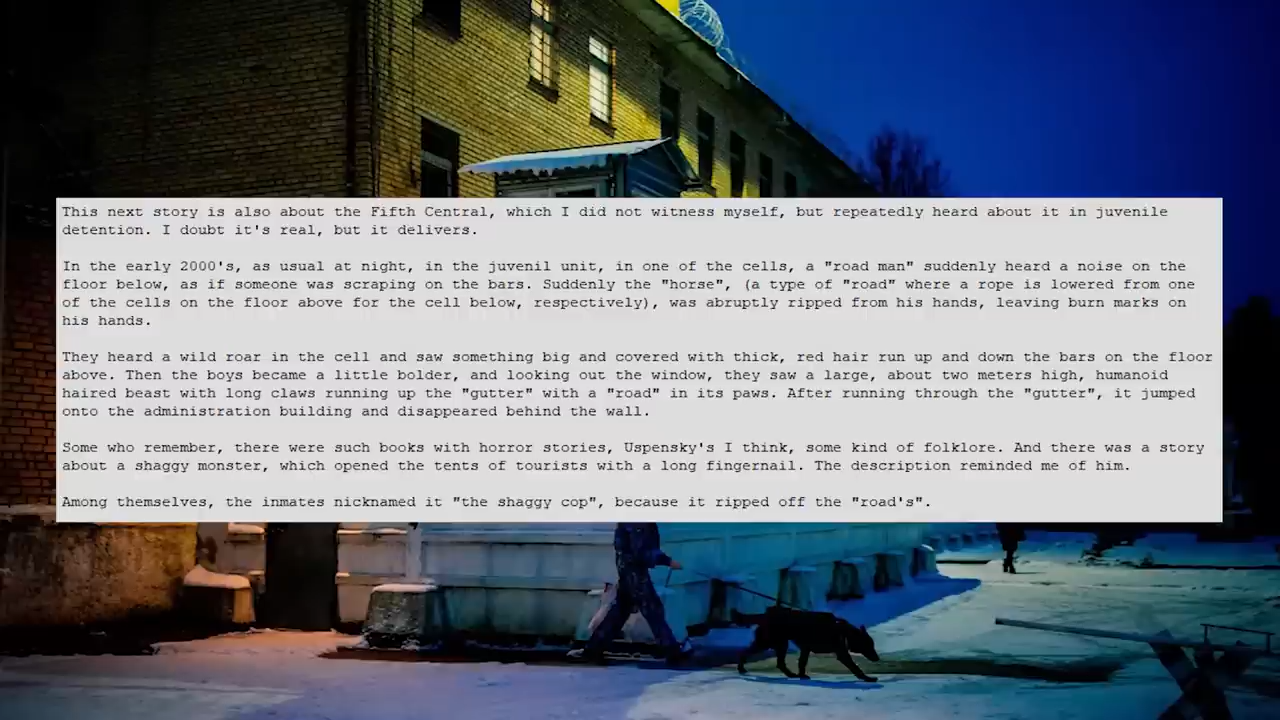 This next story is also about the Fifth Central, which I did not witness myself, but repeatedly heard about it in juvenile
detention. I doubt it's real, but it delivers.
In the early 2000's, as usual at night, in the juvenil unit, in one of the cells, a "road man" suddenly heard a noise on the
floor below, as if someone was scraping on the bars. Suddenly the "horse", (a type of "road" where a rope is lowered from one
of the cells on the floor above for the cell below, respectively), was abruptly ripped from his hands, leaving burn marks on
his hands.
They heard a wild roar in the cell and saw something big and covered with thick, red hair run up and down the bars on the floor
above. Then the boys became a little bolder, and looking out the window, they saw a large, about two meters high, humanoid
haired beast with long claws running up the "gutter" with a "road" in its paws. After running through the "gutter", it jumped
onto the administration building and disappeared behind the wall.
Some who remember, there were such books with horror stories, Uspensky's I think, some kind of folklore. And there was a story
about a shaggy monster, which opened the tents of tourists with a long fingernail. The description reminded me of him.
Among themselves, the inmates nicknamed it "the shaggy cop", because it ripped off the "road's".